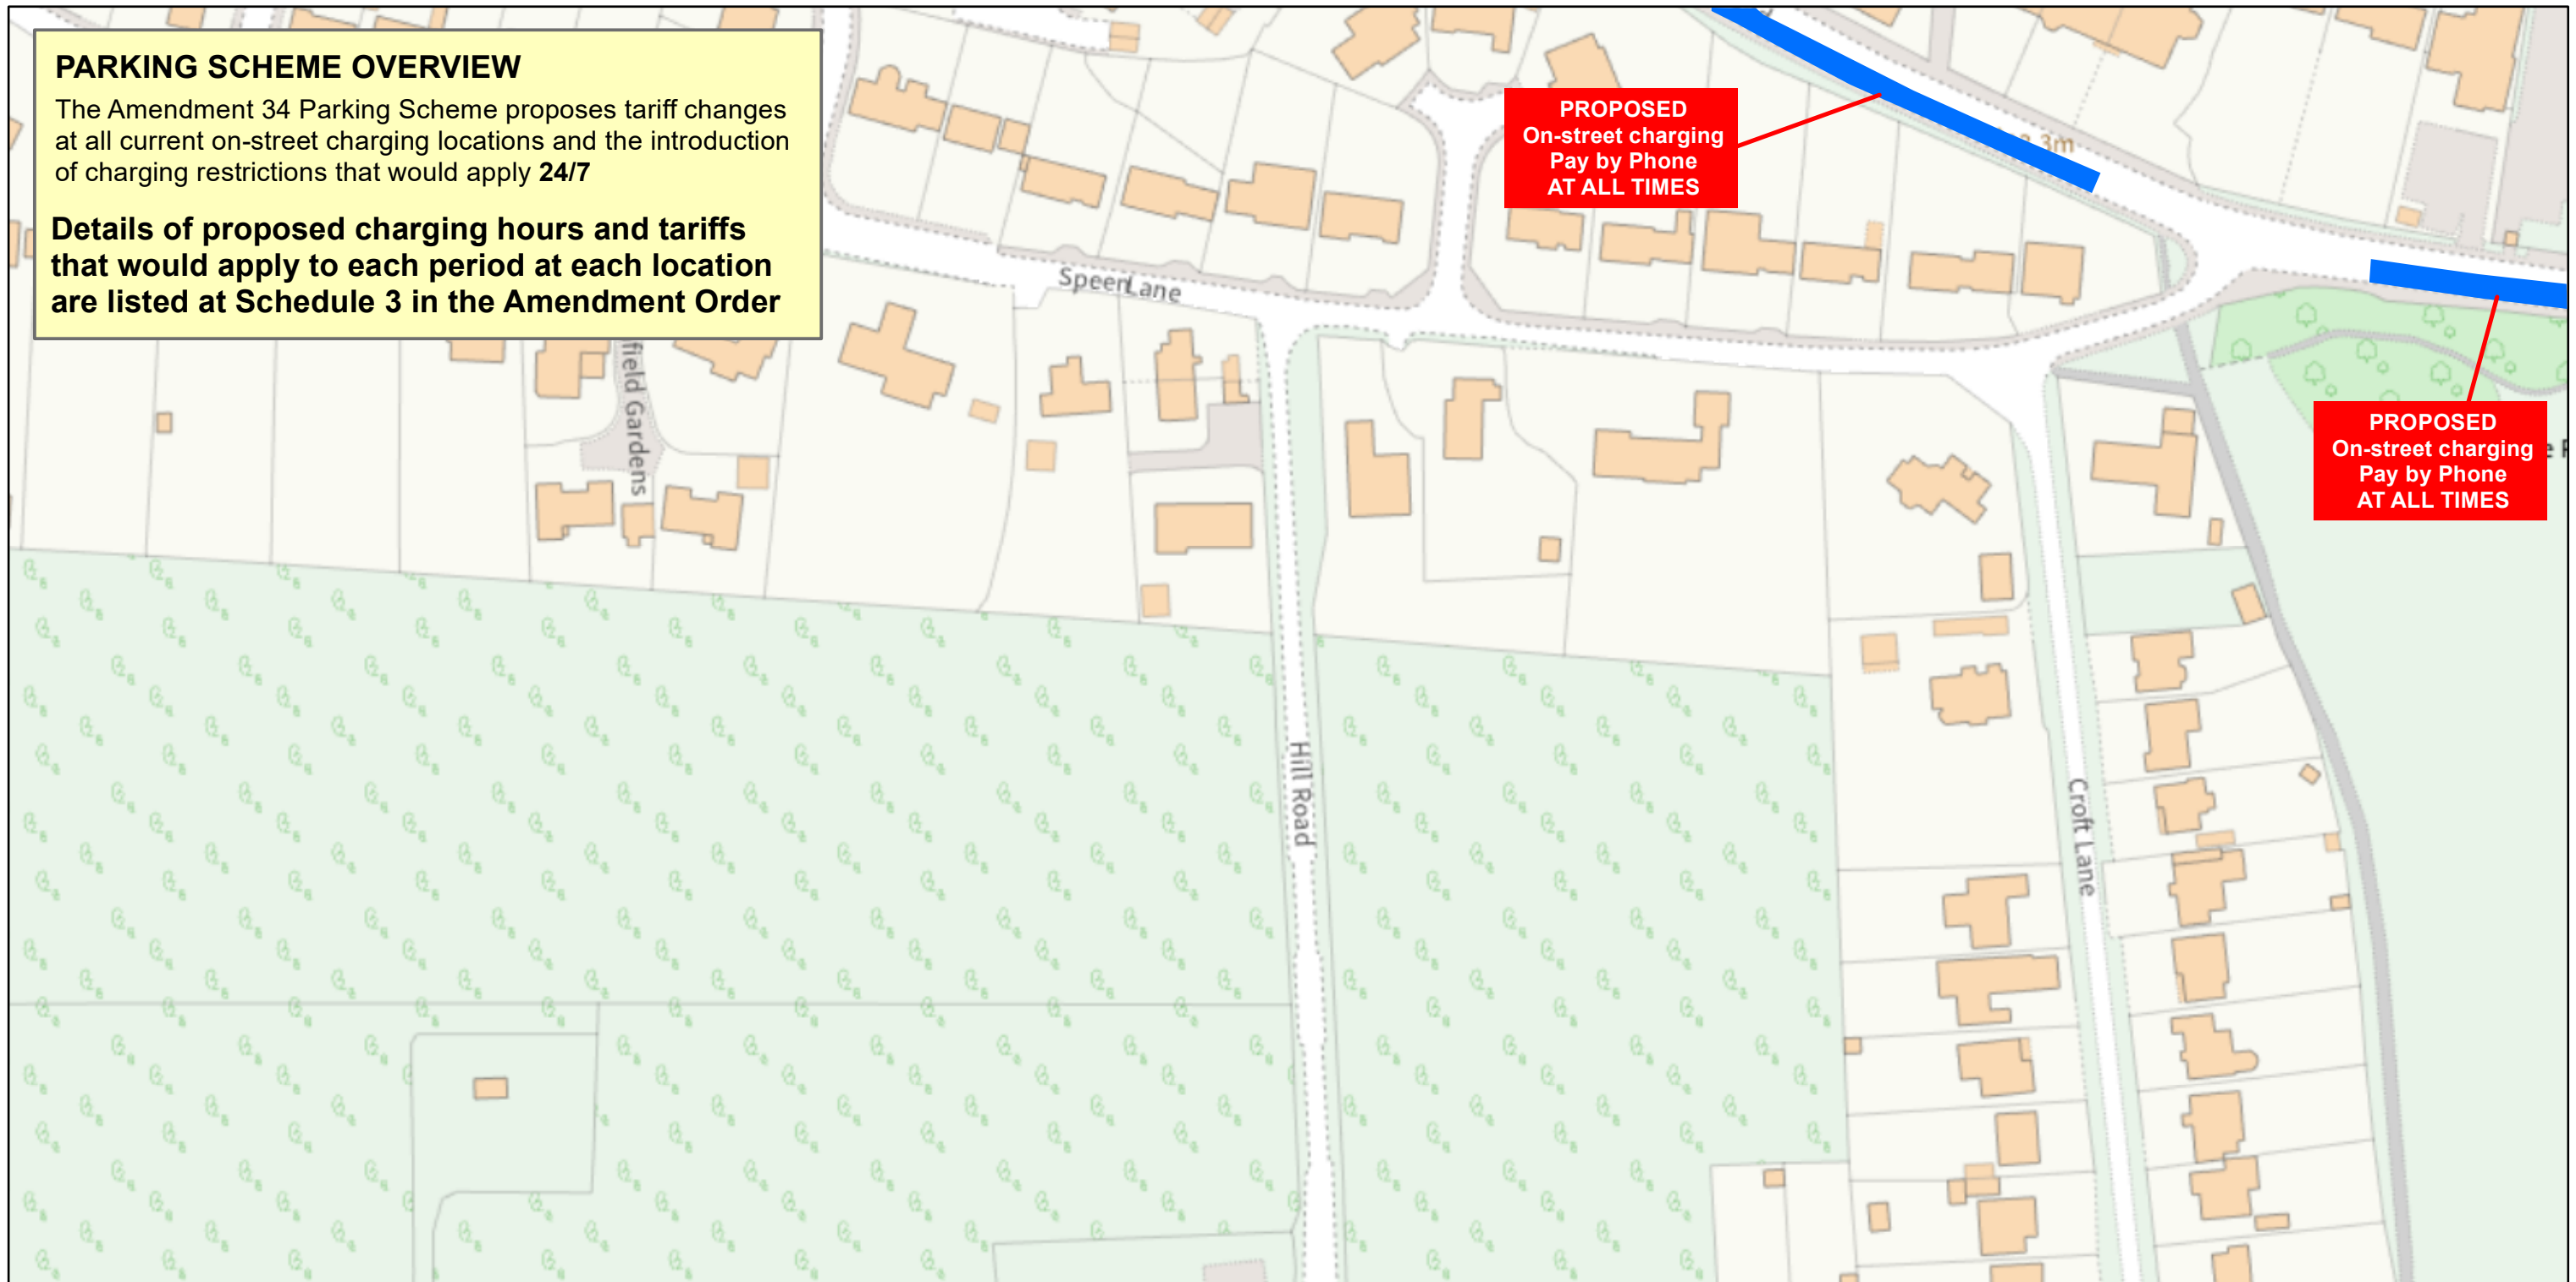 PARKING SCHEME OVERVIEW
The Amendment 34 Parking Scheme proposes tariff changes
at all current on-street charging locations and the introduction
of charging restrictions that would apply 24/7
Details of proposed charging hours and tariffs
that would apply to each period at each location
are listed at Schedule 3 in the Amendment Order
PROPOSED
On-street charging
Pay by Phone
AT ALL TIMES
3m
Speen Lane
field Gardens
PROPOSED
On-street charging
Pay by Phone
AT ALL TIMES
Hill Road
Croft Lane